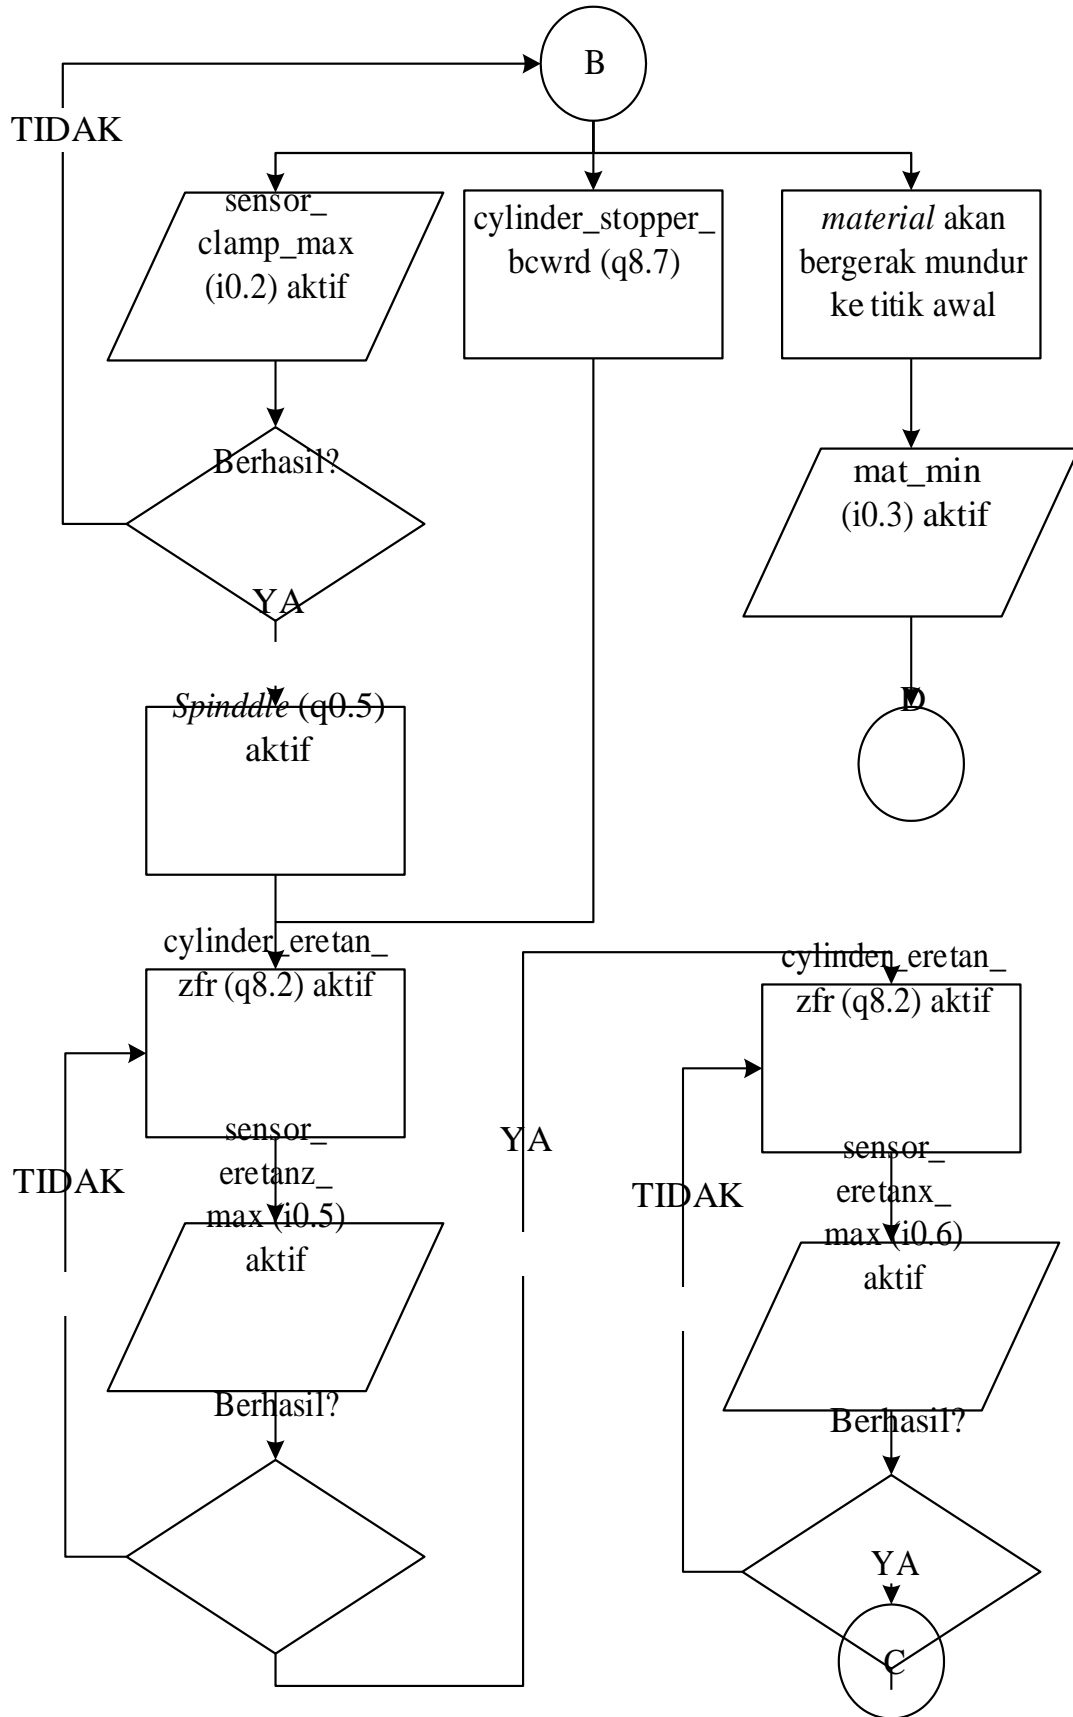 B
TIDAK
sensor_
clamp_max
(i0.2) aktif
cylinder_stopper_
bcwrd (q8.7)
material akan
bergerak mundur
ke titik awal
Berhasil?
mat_min
(i0.3) aktif
YA
Spinddle (q0.5)
aktif
D
cylinder_eretan_
zfr (q8.2) aktif
cylinder_eretan_
zfr (q8.2) aktif
TIDAK
sensor_
eretanz_
max (i0.5)
aktif
YA
TIDAK
sensor_
eretanx_
max (i0.6)
aktif
Berhasil?
Berhasil?
YA
C